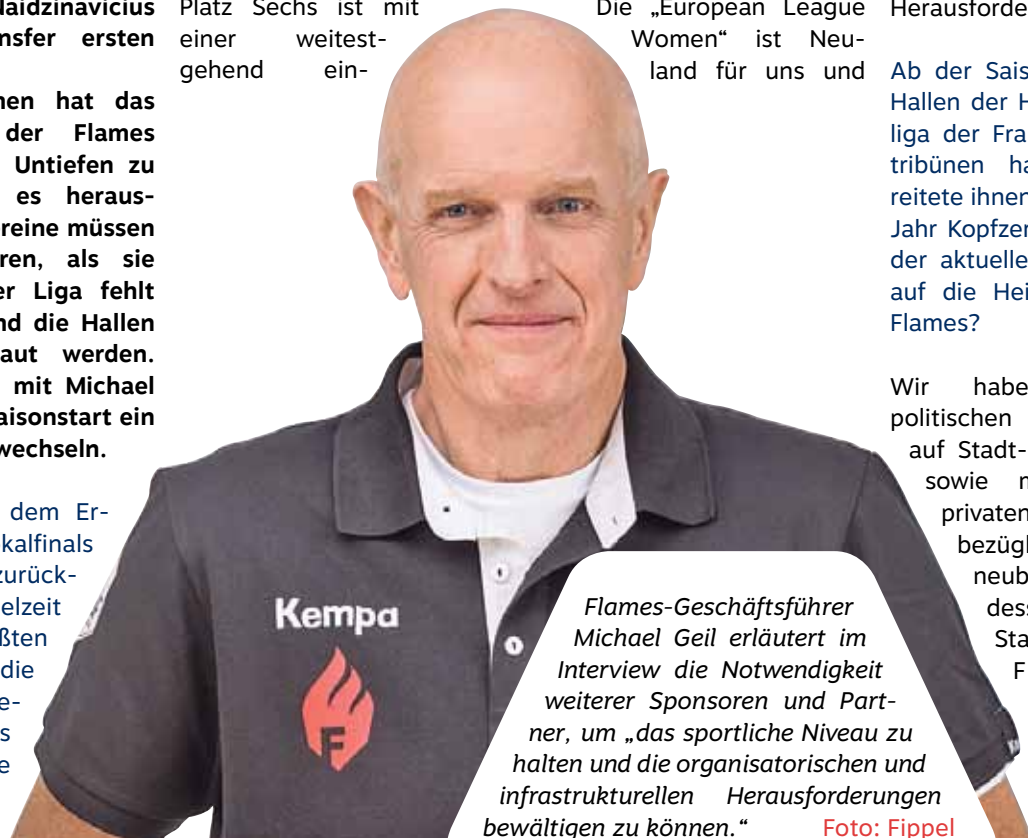 Naidzinavicius
nsfer ersten
hat das
der Flames
Untiefen zu
es heraus-
reine müssen
ren, als sie
er Liga fehlt
nd die Hallen
aut werden.
mit Michael
aisonstart ein
wechseln.
dem Er-
kalfinals
zurück-
elzeit
ßten
die
e-
s
e
Platz Sechs ist mit
einer weitest-
gehend ein-
Die „European League
Women“ ist Neu-
land für uns und
Herausforde
Ab der Sais
Hallen der H
liga der Fra
tribünen ha
reitete ihnen
Jahr Kopfzer
der aktuelle
auf die Hei
Flames?
Wir habe
politischen
auf Stadt-
sowie m
privaten
bezügl
neub
dess
Sta
F
Kempa
F
Flames-Geschäftsführer
Michael Geil erläutert im
Interview die Notwendigkeit
weiterer Sponsoren und Part-
ner, um „das sportliche Niveau zu
halten und die organisatorischen und
infrastrukturellen Herausforderungen
bewältigen zu können.“ Foto: Fippel